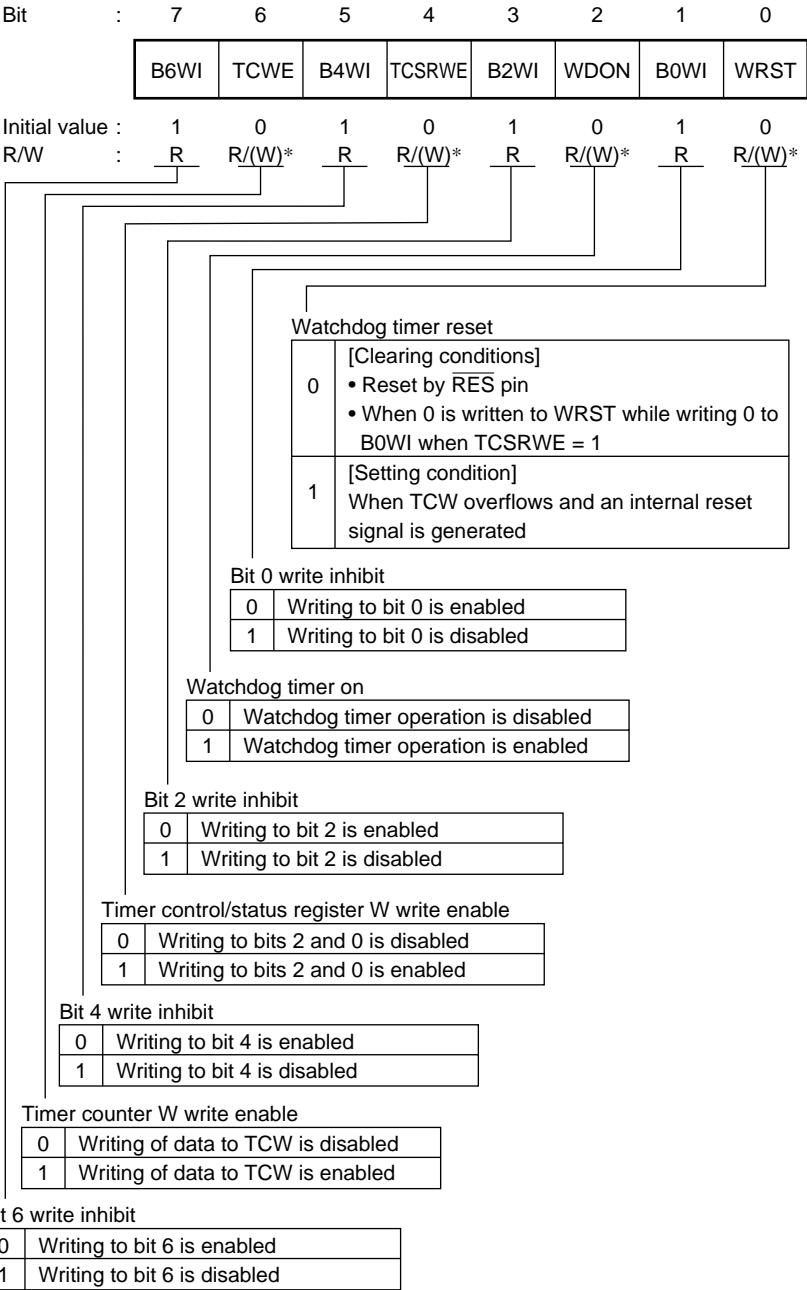 Bit : 7 6 5 4 3 2 1 0
B6WI TCWE B4WI TCSRWE B2WI WDON B0WI WRST
Initial value : 1 0 1 0 1 0 1 0
R/W : R R/(W)* R R/(W)* R R/(W)* R R/(W)*
Watchdog timer reset
[Clearing conditions]
0 • Reset by RES pin
• When 0 is written to WRST while writing 0 to
B0WI when TCSRWE = 1
[Setting condition]
1 When TCW overflows and an internal reset
signal is generated
Bit 0 write inhibit
0 Writing to bit 0 is enabled
1 Writing to bit 0 is disabled
Watchdog timer on
0 Watchdog timer operation is disabled
1 Watchdog timer operation is enabled
Bit 2 write inhibit
0 Writing to bit 2 is enabled
1 Writing to bit 2 is disabled
Timer control/status register W write enable
0 Writing to bits 2 and 0 is disabled
1 Writing to bits 2 and 0 is enabled
Bit 4 write inhibit
0 Writing to bit 4 is enabled
1 Writing to bit 4 is disabled
Timer counter W write enable
0 Writing of data to TCW is disabled
1 Writing of data to TCW is enabled
t 6 write inhibit
0 Writing to bit 6 is enabled
1 Writing to bit 6 is disabled